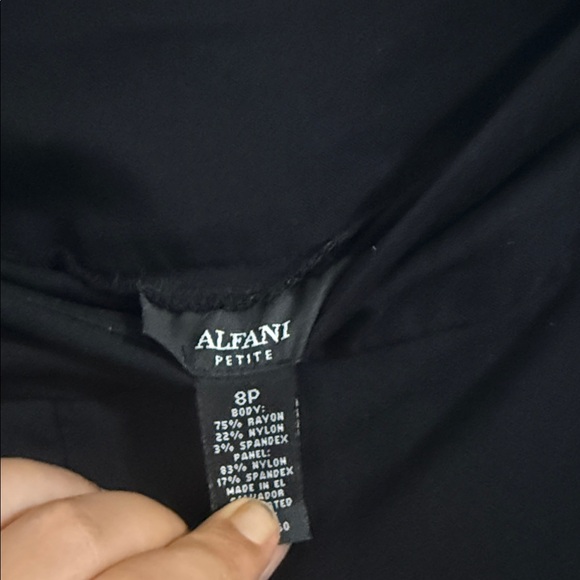 ALFANI
PETITE
8P
BODY:
75% RAYON
22% NYLON
3% SPANDEX
PANEL:
83% NYLON
17% SPANDEX
MADE IN EL
SALVADOR